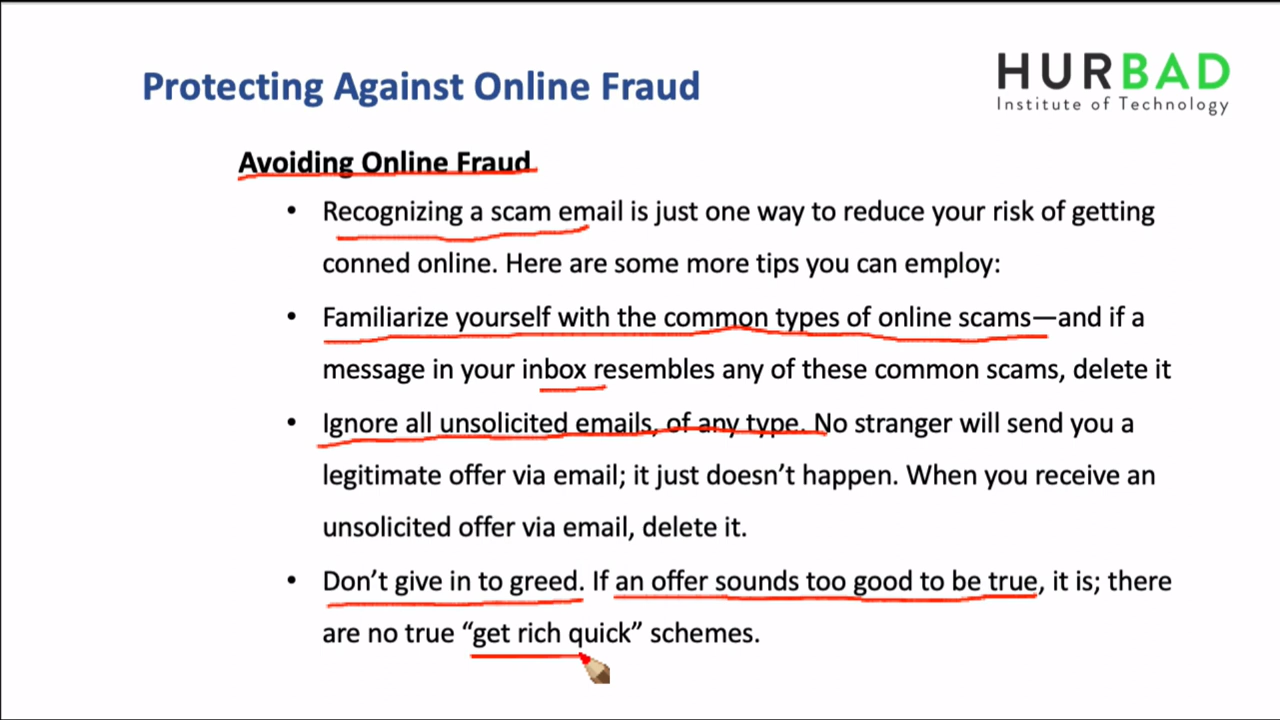 HURBAD
Institute of Technology
Protecting Against Online Fraud
Avoiding Online Fraud
• Recognizing a scam email is just one way to reduce your risk of getting
conned online. Here are some more tips you can employ:
• Familiarize yourself with the common types of online scams—and if a
message in your inbox resembles any of these common scams, delete it
• Ignore all unsolicited emails, of any type. No stranger will send you a
legitimate offer via email; it just doesn’t happen. When you receive an
unsolicited offer via email, delete it.
• Don’t give in to greed. If an offer sounds too good to be true, it is; there
are no true “get rich quick” schemes.